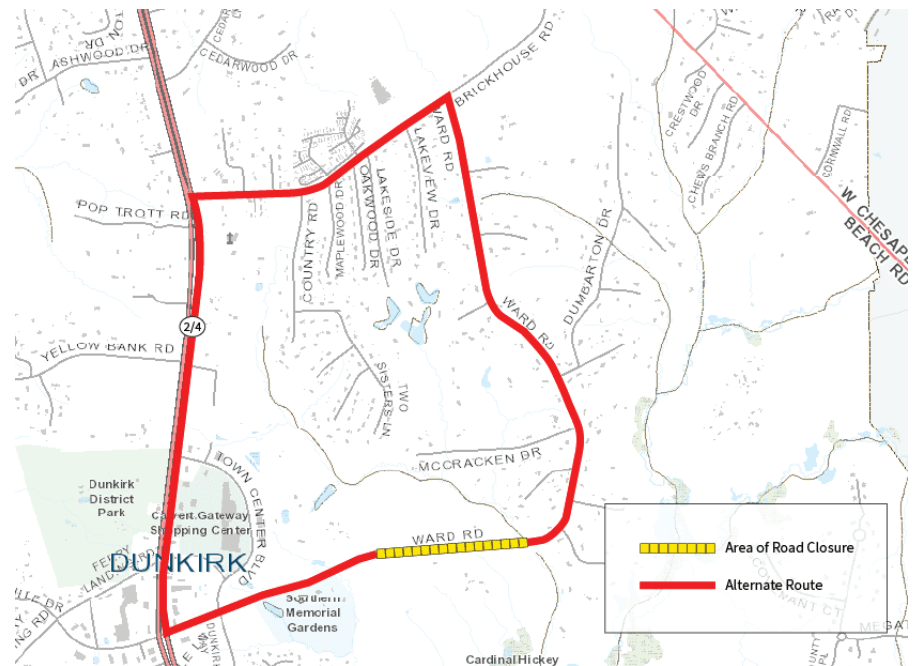 ASHWOOD DR
CEDARWOOD DR
BRICKHOUSE RD
CRESTWOOD
DR
CHEWS BRANCH RD
CORNWALL RD
W CHESAP
BEACH RD
WARD RD
LAKEVIEW DR
LAKESIDE DR
OAKWOOD DR
MAPLEWOOD DR
COUNTRY RD
POP TROTT RD
DUMBARTON DR
2/4
WARD RD
YELLOW BANK RD
TWO
SISTERS LN
MCCRACKEN DR
TOWN CENTER BLVD
Dunkirk
District
Park
Calvert Gateway
Shopping Center
DUNKIRK
WARD RD
Southern
Memorial
Gardens
Cardinal Hickey
Area of Road Closure
Alternate Route